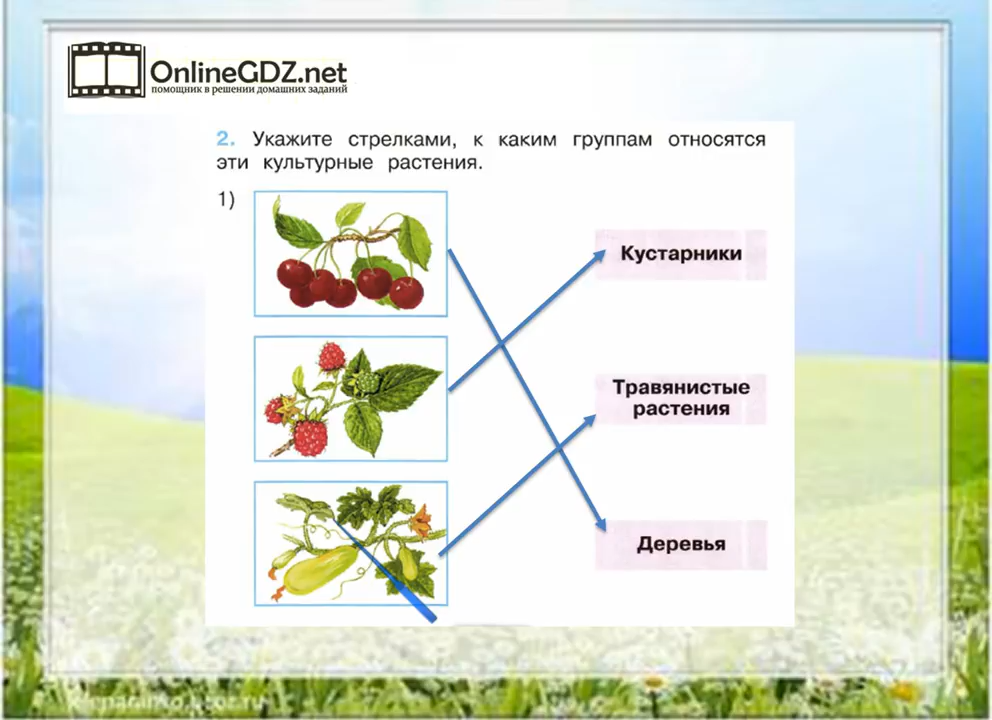 OnlineGDZ.net
помощник в решении домашних заданий
2. Укажите стрелками, к каким группам относятся
эти культурные растения.
1)
Кустарники
Травянистые
растения
Деревья